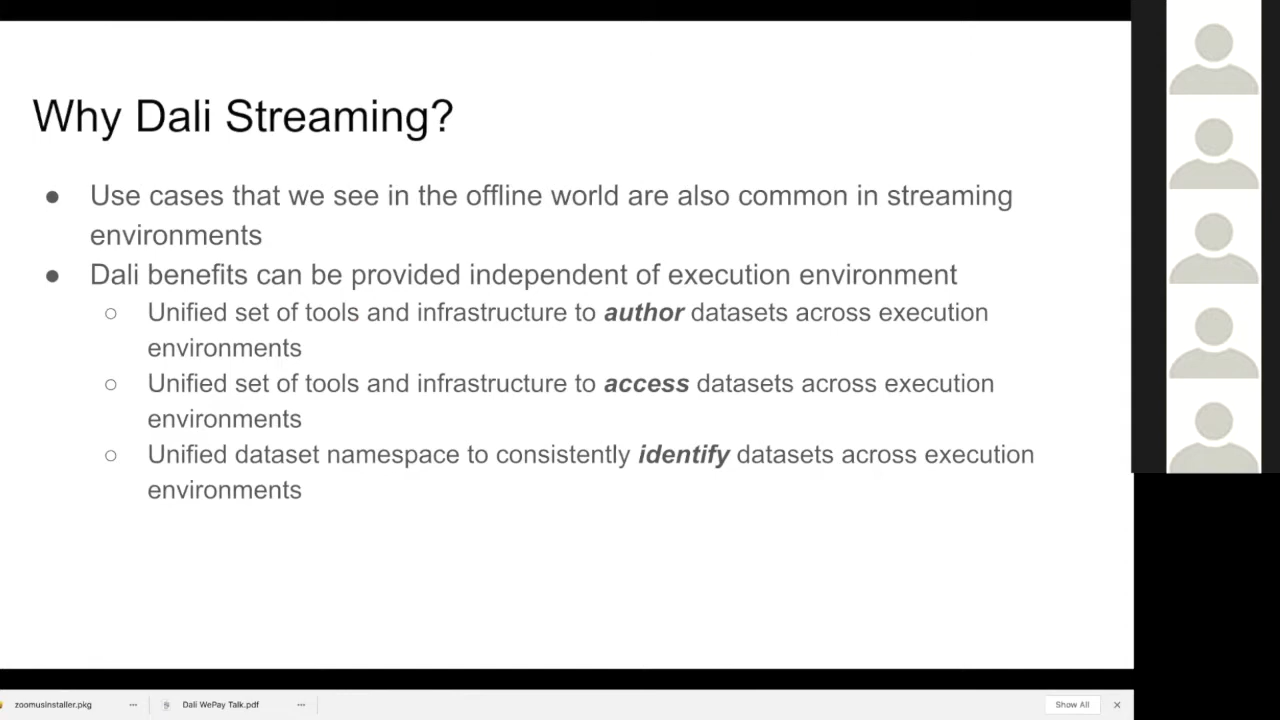 Why Dali Streaming?
● Use cases that we see in the offline world are also common in streaming
environments
● Dali benefits can be provided independent of execution environment
○ Unified set of tools and infrastructure to author datasets across execution
environments
○ Unified set of tools and infrastructure to access datasets across execution
environments
○ Unified dataset namespace to consistently identify datasets across execution
environments
zoomusinstaller.pkg
Dali WePay Talk.pdf
Show All